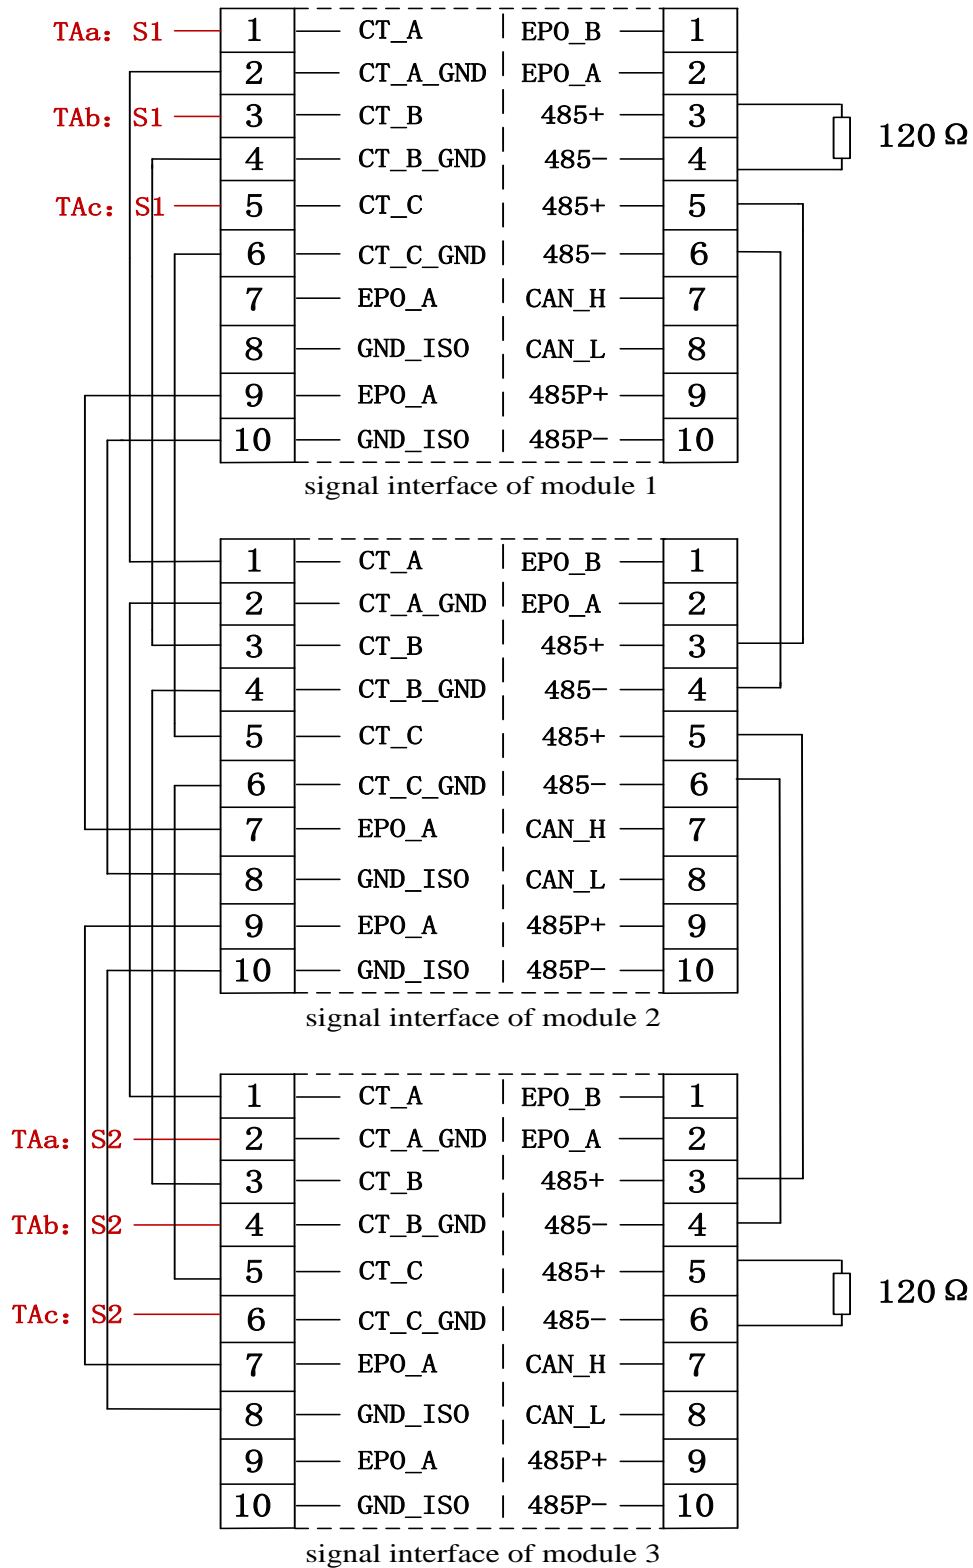 TAa: S1 1 CT_A EPO_B 1
2 CT_A_GND EPO_A 2
TAb: S1 3 CT_B 485+ 3 120Ω
4 CT_B_GND 485- 4
TAc: S1 5 CT_C 485+ 5
6 CT_C_GND 485- 6
7 EPO_A CAN_H 7
8 GND_ISO CAN_L 8
9 EPO_A 485P+ 9
10 GND_ISO 485P- 10
signal interface of module 1
1 CT_A EPO_B 1
2 CT_A_GND EPO_A 2
3 CT_B 485+ 3
4 CT_B_GND 485- 4
5 CT_C 485+ 5
6 CT_C_GND 485- 6
7 EPO_A CAN_H 7
8 GND_ISO CAN_L 8
9 EPO_A 485P+ 9
10 GND_ISO 485P- 10
signal interface of module 2
1 CT_A EPO_B 1
TAa: S2 2 CT_A_GND EPO_A 2
3 CT_B 485+ 3
TAb: S2 4 CT_B_GND 485- 4
5 CT_C 485+ 5 120Ω
TAc: S2 6 CT_C_GND 485- 6
7 EPO_A CAN_H 7
8 GND_ISO CAN_L 8
9 EPO_A 485P+ 9
10 GND_ISO 485P- 10
signal interface of module 3